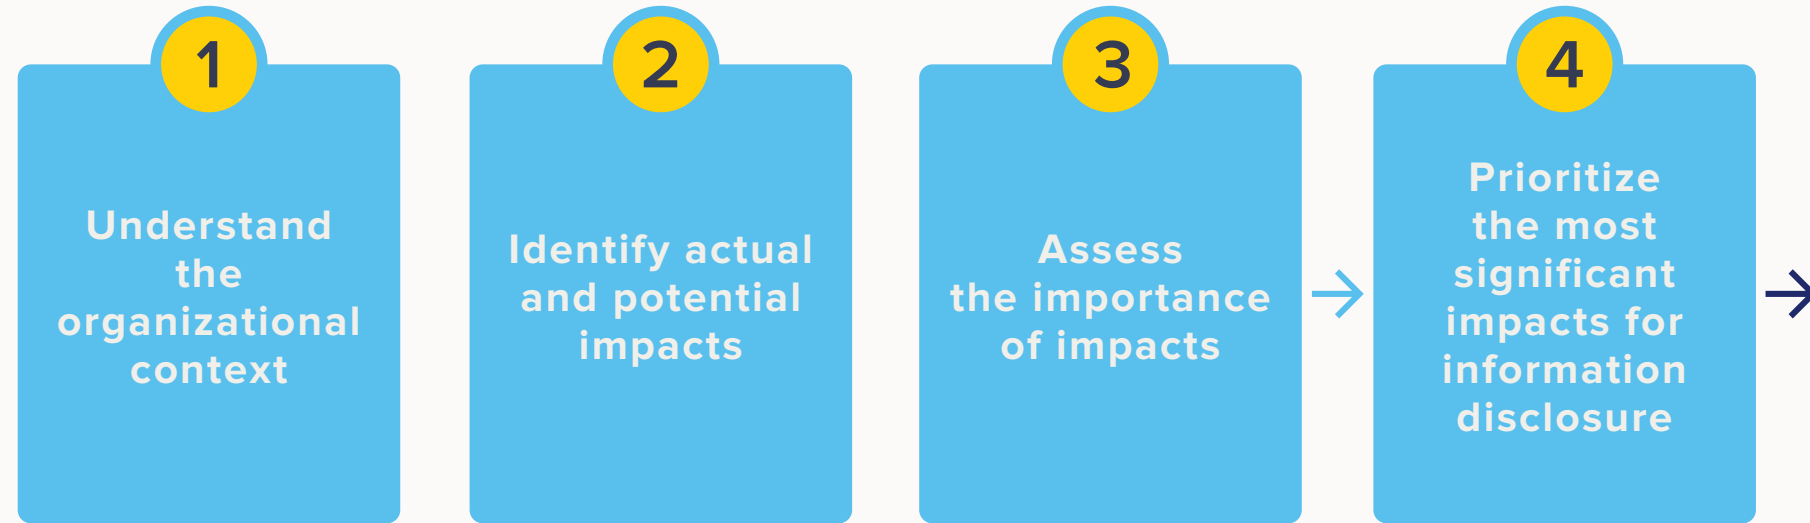 1
Understand
the
organizational
context
2
Identify actual
and potential
impacts
3
Assess
the importance
of impacts
4
Prioritize
the most
significant
impacts for
information
disclosure